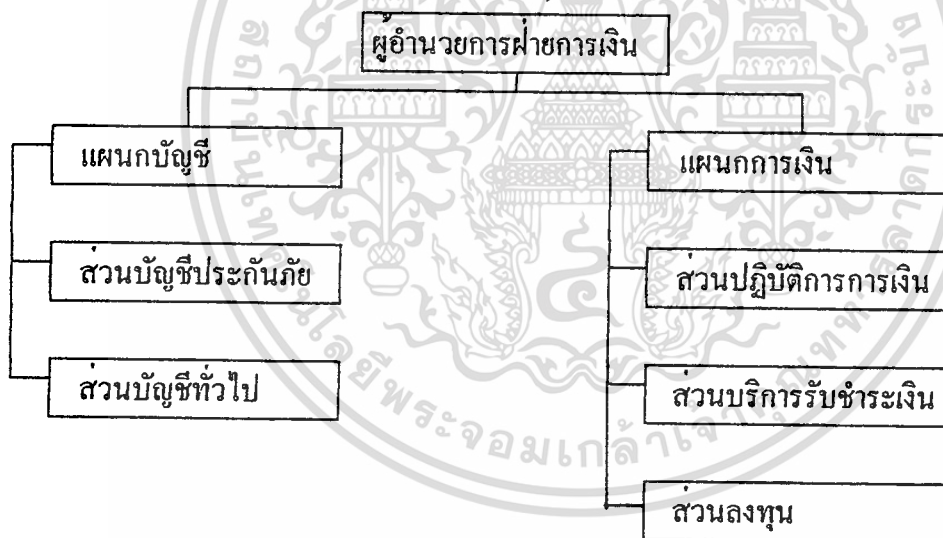 ผู้อำนวยการฝ่ายการเงิน
แผนกบัญชี
แผนกการเงิน
ส่วนบัญชีประกันภัย
ส่วนปฏิบัติการการเงิน
ส่วนบัญชีทั่วไป
ส่วนบริการรับชำระเงิน
ส่วนลงทุน